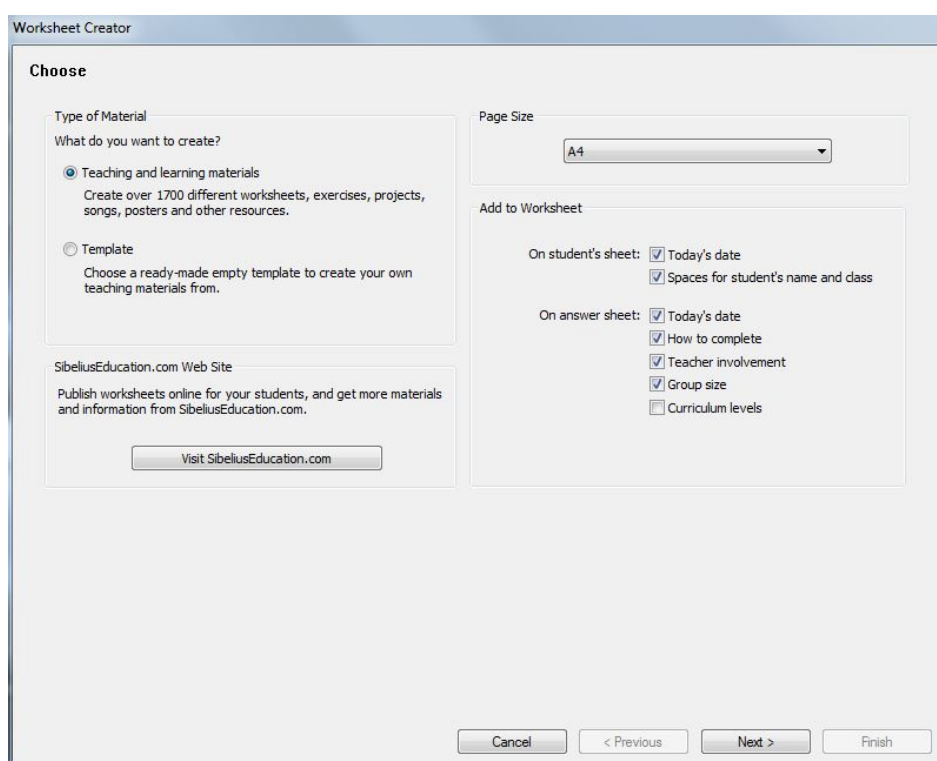 Worksheet Creator
Choose
Type of Material
What do you want to create?
Teaching and learning materials
Create over 1700 different worksheets, exercises, projects,
songs, posters and other resources.
Template
Choose a ready-made empty template to create your own
teaching materials from.
SibeliusEducation.com Web Site
Publish worksheets online for your students, and get more materials
and information from SibeliusEducation.com.
Visit SibeliusEducation.com
Page Size
A4
Add to Worksheet
On student's sheet: Today's date
Spaces for student's name and class
On answer sheet: Today's date
How to complete
Teacher involvement
Group size
Curriculum levels
Cancel < Previous Next > Finish